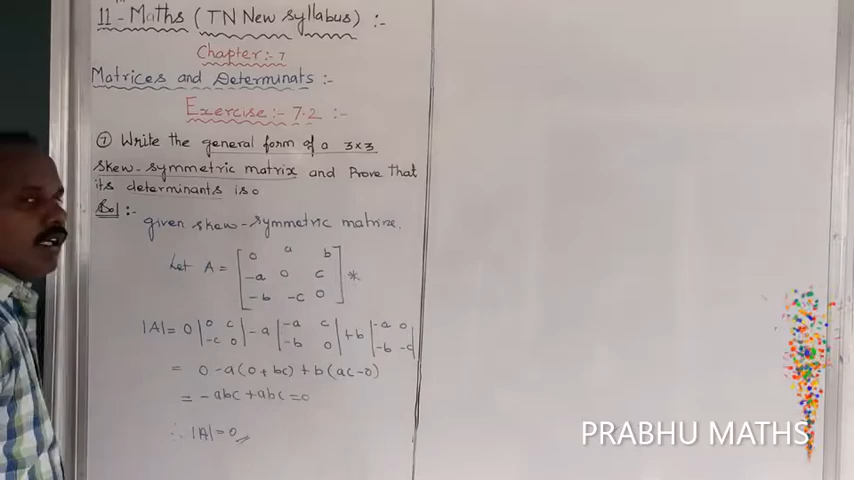 11th Maths (TN New syllabus) :-
Chapter :- 7
Matrices and Determinats :-
Exercise :- 7.2 :-
⑦ Write the general form of a 3×3
skew-symmetric matrix and Prove that
its determinants is 0
Sol :-
given skew-symmetric matrix.
Let A = [ 0 a b
-a 0 c
-b -c 0 ] *
|A| = 0 |0 c; -c 0| - a |-a c; -b 0| + b |-a 0; -b -c|
= 0 - a(0+bc) + b(ac-0)
= -abc + abc = 0
∴ |A| = 0
PRABHU MATHS